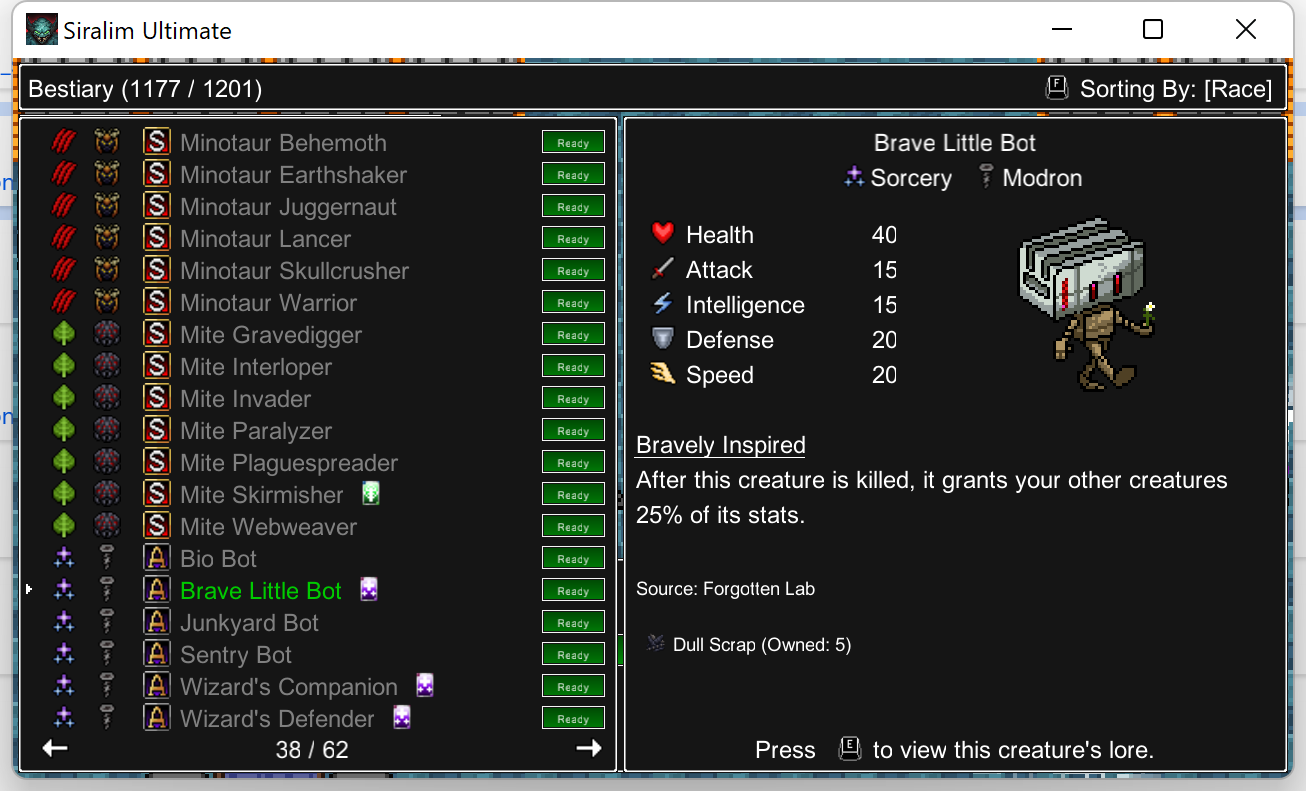 Siralim Ultimate
Bestiary (1177 / 1201)
F Sorting By: [Race]
S Minotaur Behemoth Ready
S Minotaur Earthshaker Ready
S Minotaur Juggernaut Ready
S Minotaur Lancer Ready
S Minotaur Skullcrusher Ready
S Minotaur Warrior Ready
S Mite Gravedigger Ready
S Mite Interloper Ready
S Mite Invader Ready
S Mite Paralyzer Ready
S Mite Plaguespreader Ready
S Mite Skirmisher Ready
S Mite Webweaver Ready
A Bio Bot Ready
A Brave Little Bot Ready
A Junkyard Bot Ready
A Sentry Bot Ready
A Wizard's Companion Ready
A Wizard's Defender Ready
38 / 62
Brave Little Bot
Sorcery Modron
Health 40
Attack 15
Intelligence 15
Defense 20
Speed 20
Bravely Inspired
After this creature is killed, it grants your other creatures
25% of its stats.
Source: Forgotten Lab
Dull Scrap (Owned: 5)
Press E to view this creature's lore.